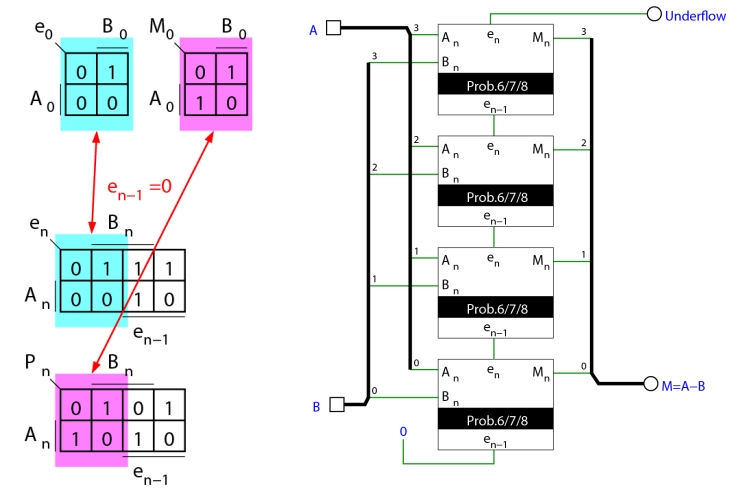 e0 B0
0 1
A0 0 0
M0 B0
0 1
A0 1 0
en−1 =0
en Bn
0 1 1 1
An 0 0 1 0
en−1
Pn Bn
0 1 0 1
An 1 0 1 0
en−1
A
B
0
Underflow
M=A−B
3 An en Mn 3
3 Bn
Prob.6/7/8
en−1
2 An en Mn 2
2 Bn
Prob.6/7/8
en−1
1 An en Mn 1
1 Bn
Prob.6/7/8
en−1
0 An en Mn 0
0 Bn
Prob.6/7/8
en−1